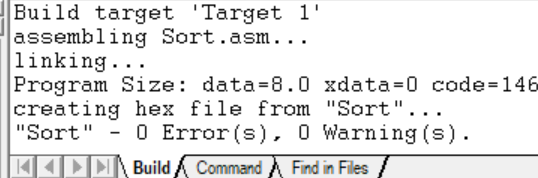 Build target 'Target 1'
assembling Sort.asm...
linking...
Program Size: data=8.0 xdata=0 code=146
creating hex file from "Sort"...
"Sort" - 0 Error(s), 0 Warning(s).
Build Command Find in Files